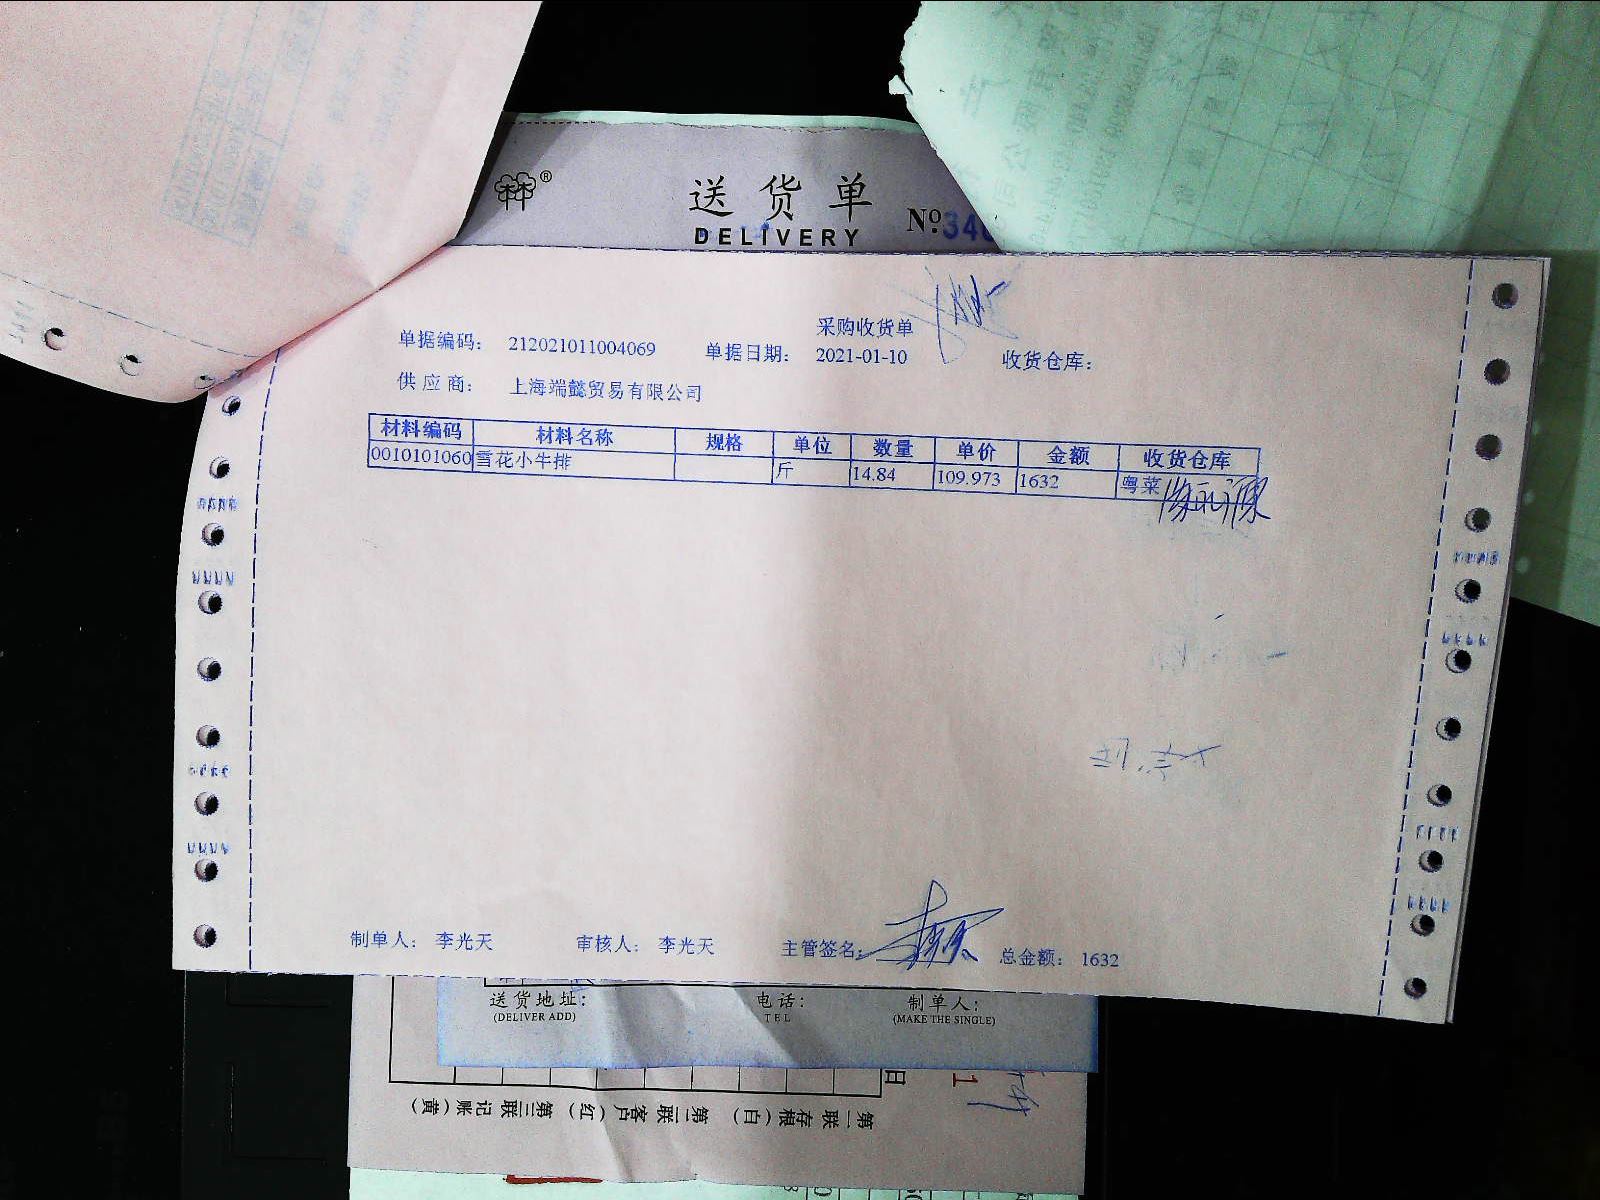 送货单
DELIVERY
№:340
采购收货单
单据编码: 212021011004069 单据日期: 2021-01-10 收货仓库:
供应商: 上海端懿贸易有限公司
材料编码 材料名称 规格 单位 数量 单价 金额 收货仓库
0010101060 雪花小牛排 斤 14.84 109.973 1632 粤菜
制单人: 李光天 审核人: 李光天 主管签名: 总金额: 1632
送货地址: 电话: 制单人:
(DELIVER ADD) TEL (MAKE THE SINGLE)
第一联存根(白) 第二联客户(红) 第三联记账(黄)